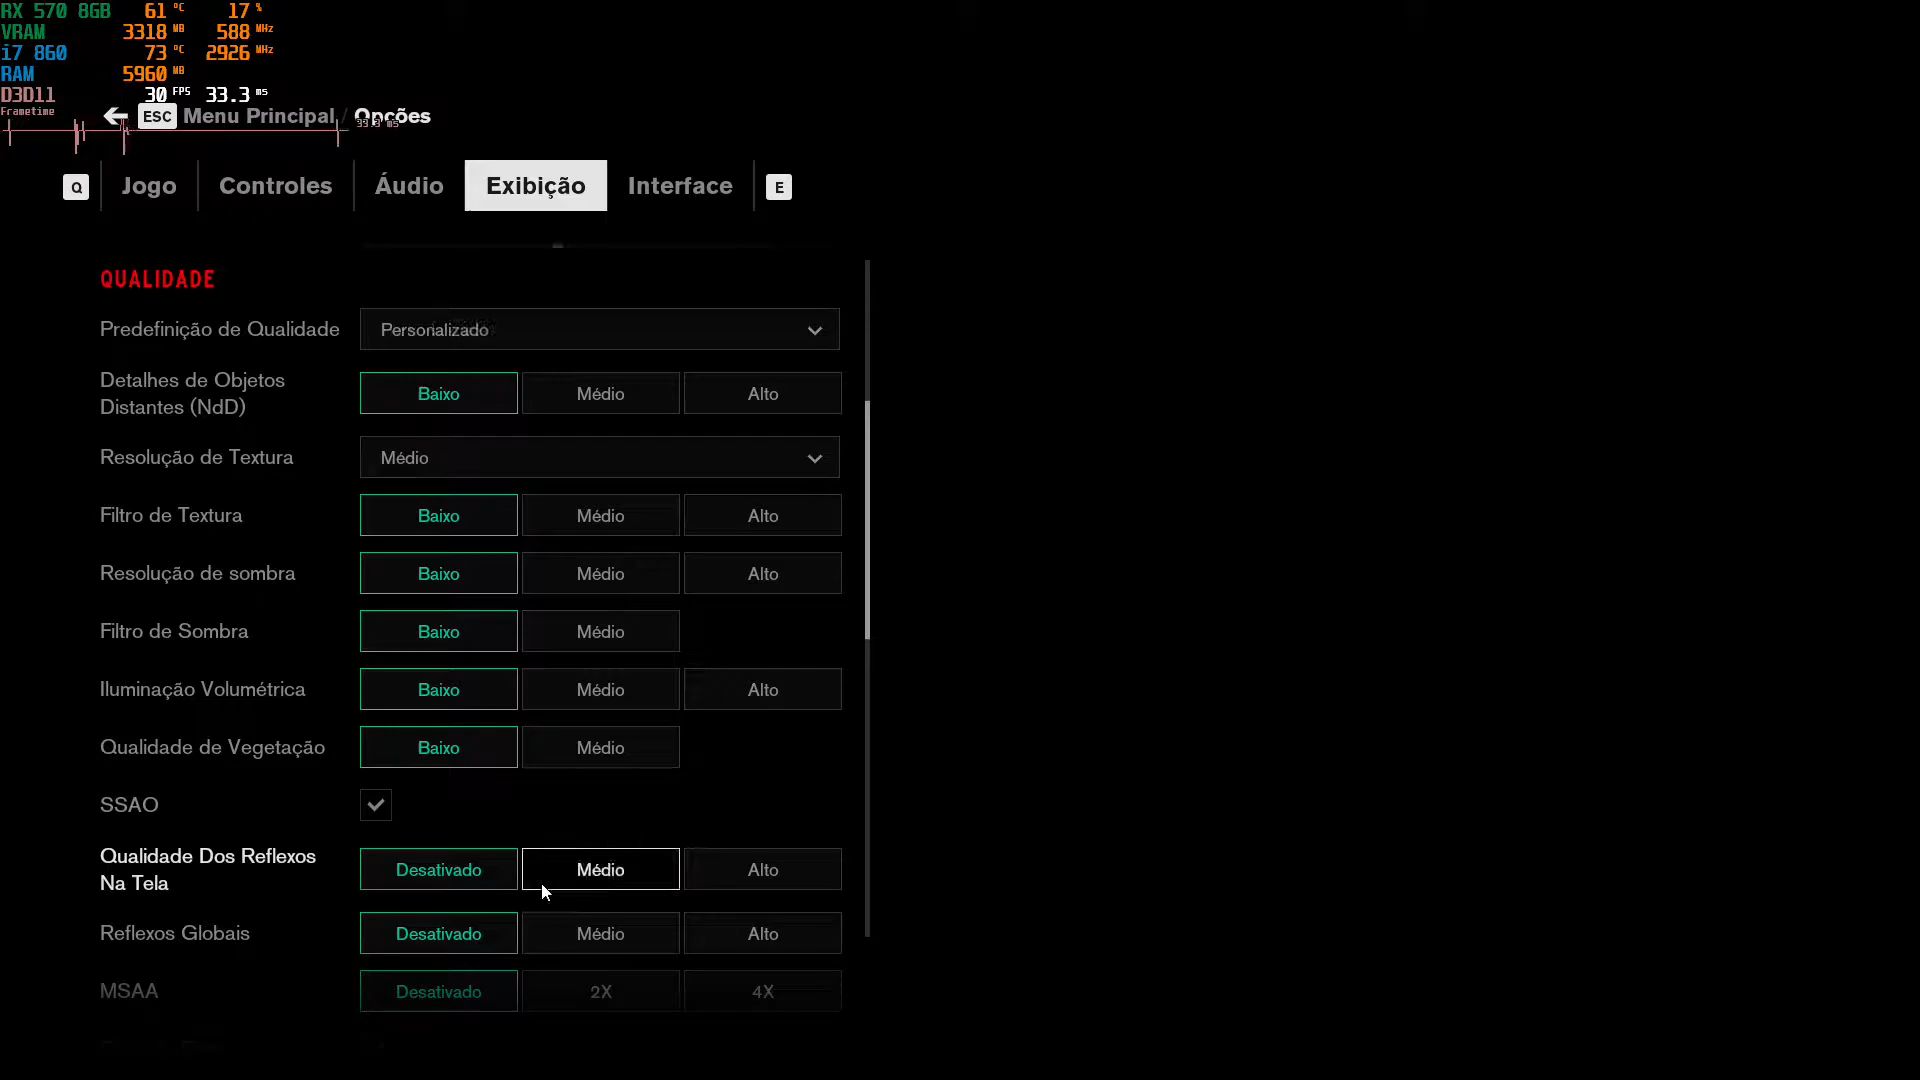 RX 570 8GB 61 °C 17 %
VRAM 3318 MB 588 MHz
i7 860 73 °C 2926 MHz
RAM 5960 MB
D3D11 30 FPS 33.3 ms
Frametime
33.3 ms
ESC Menu Principal / Opções
Q Jogo Controles Áudio Exibição Interface E
QUALIDADE
Predefinição de Qualidade Personalizado
Detalhes de Objetos
Distantes (NdD) Baixo Médio Alto
Resolução de Textura Médio
Filtro de Textura Baixo Médio Alto
Resolução de sombra Baixo Médio Alto
Filtro de Sombra Baixo Médio
Iluminação Volumétrica Baixo Médio Alto
Qualidade de Vegetação Baixo Médio
SSAO
Qualidade Dos Reflexos
Na Tela Desativado Médio Alto
Reflexos Globais Desativado Médio Alto
MSAA Desativado 2X 4X